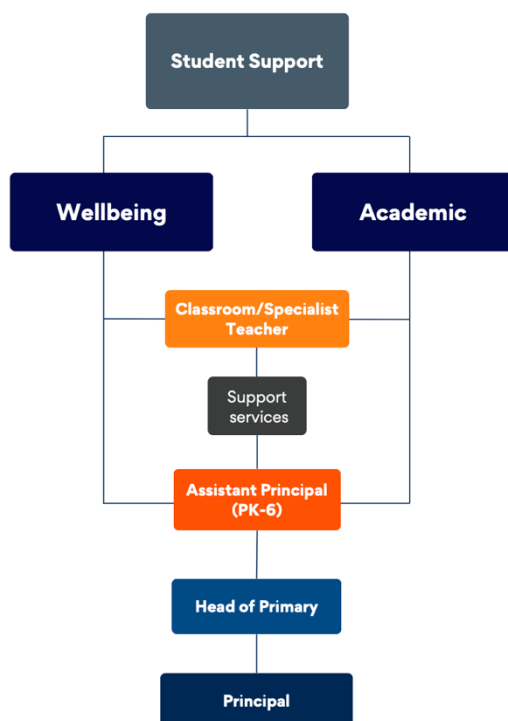 Student Support
Wellbeing
Academic
Classroom/Specialist
Teacher
Support
services
Assistant Principal
(PK-6)
Head of Primary
Principal